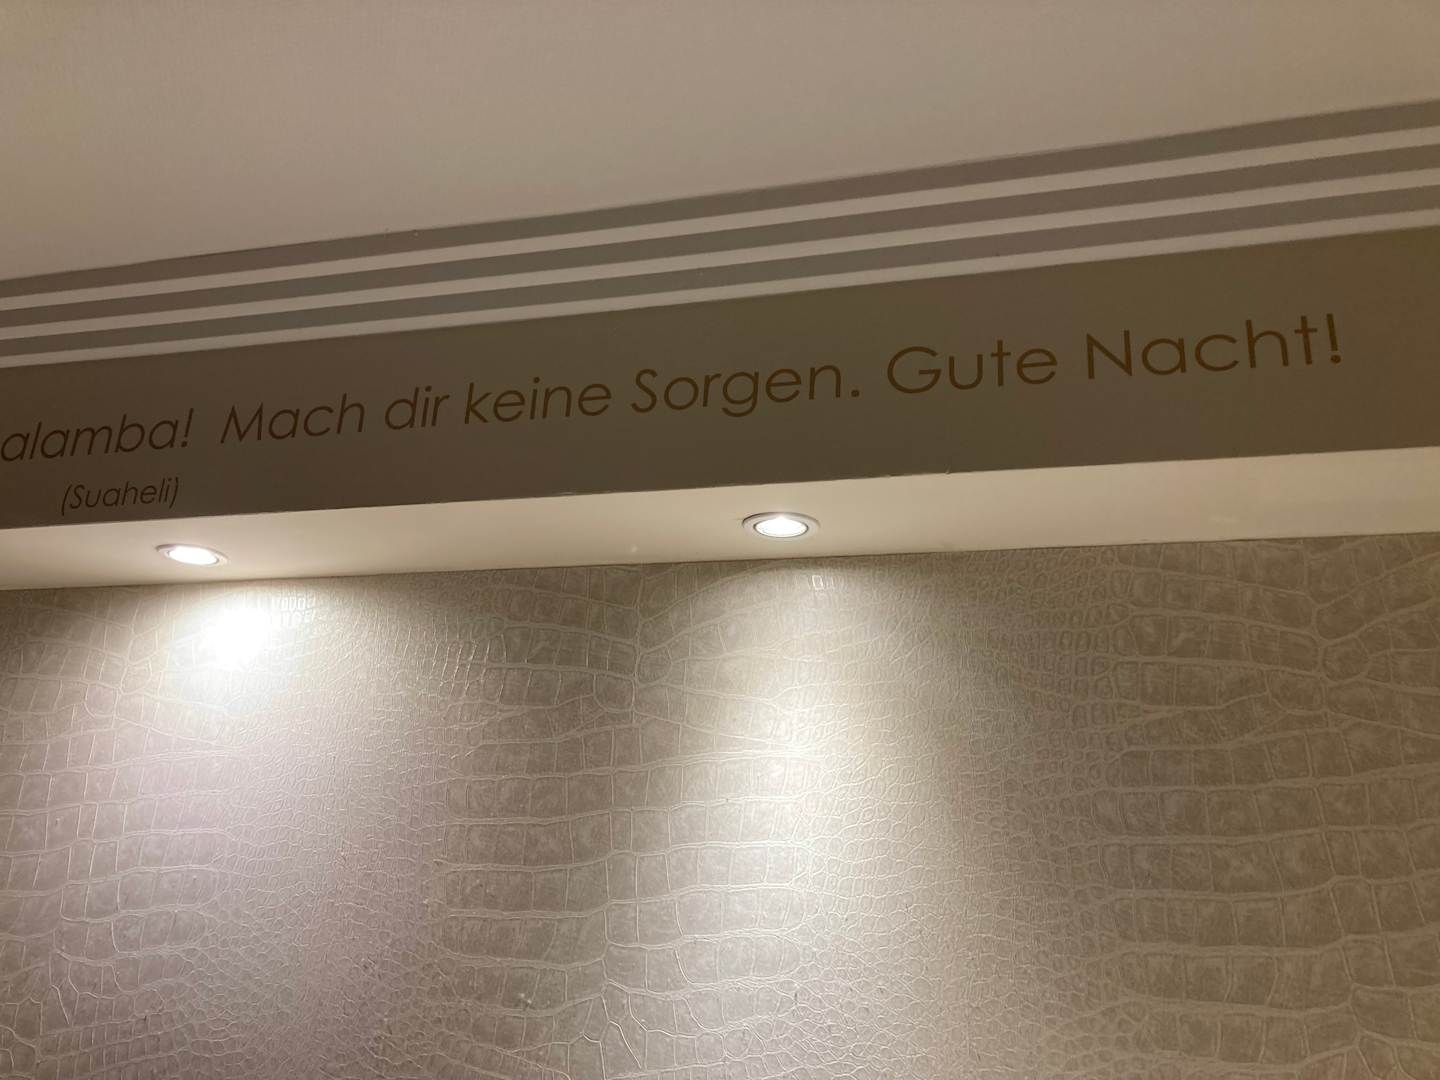 alamba! Mach dir keine Sorgen. Gute Nacht!
(Suaheli)